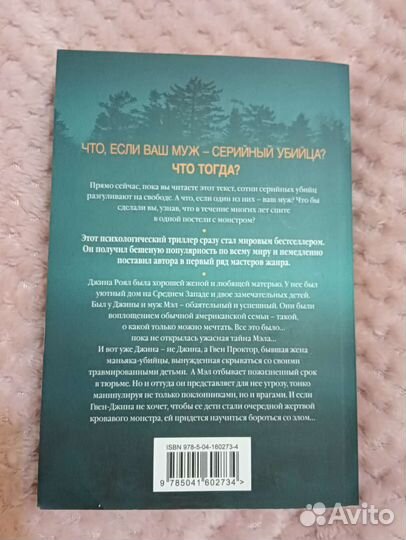 ЧТО, ЕСЛИ ВАШ МУЖ – СЕРИЙНЫЙ УБИЙЦА?
ЧТО ТОГДА?
Прямо сейчас, пока вы читаете этот текст, сотни серийных убийц
разгуливают на свободе. А что, если один из них – ваш муж? Что бы
сделали вы, узнав, что в течение многих лет спите
в одной постели с монстром?
Этот психологический триллер сразу стал мировым бестселлером.
Он получил бешеную популярность по всему миру и немедленно
поставил автора в первый ряд мастеров жанра.
Джина Роял была хорошей женой и любящей матерью. У нее был
уютный дом на Среднем Западе и двое замечательных детей.
Был у Джины и муж Мэл – обаятельный и успешный. Они были
воплощением обычной американской семьи – такой,
о какой только можно мечтать. Все это было...
пока не открылась ужасная тайна Мэла...
И вот уже Джина – не Джина, а Гвен Проктор, бывшая жена
маньяка-убийцы, вынужденная скрываться со своими
травмированными детьми. А Мэл отбывает пожизненный срок
в тюрьме. Но и оттуда он представляет для нее угрозу, тонко
манипулируя не только поклонниками, но и врагами. И если
Гвен-Джина не хочет, чтобы ее дети стали очередной жертвой
кровавого монстра, ей придется научиться бороться со злом...
ISBN 978-5-04-160273-4
9 785041 602734 >
Avito